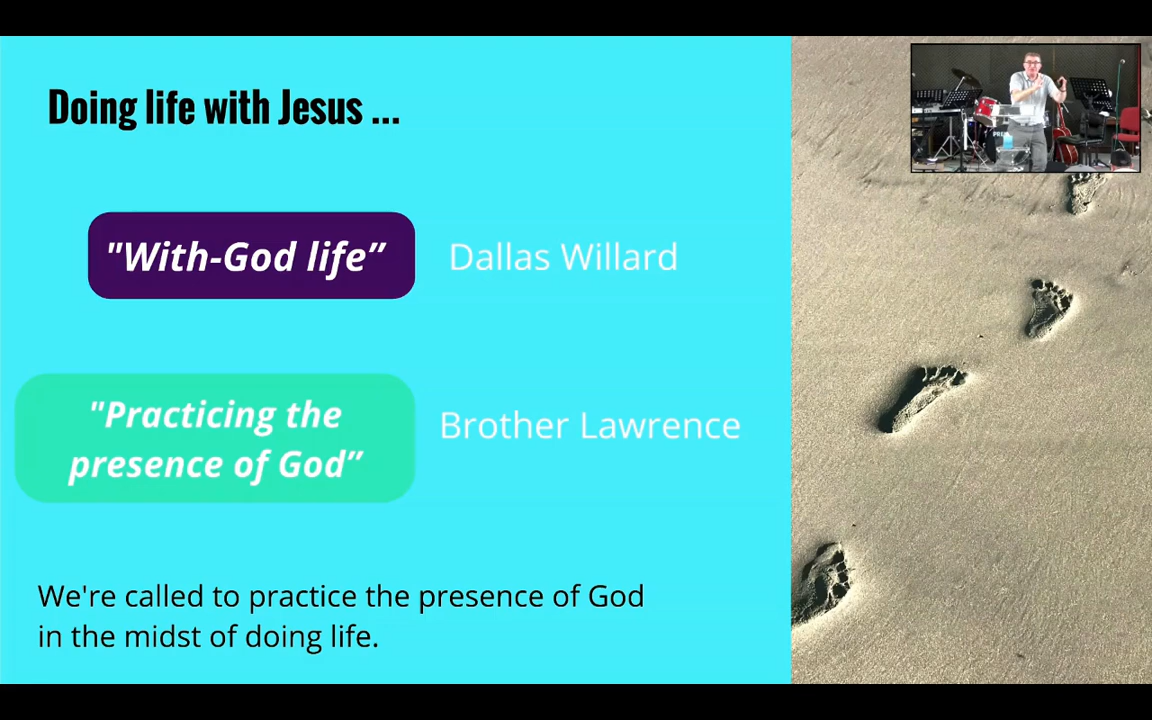 Doing life with Jesus ...
"With-God life”
Dallas Willard
"Practicing the
presence of God”
Brother Lawrence
We're called to practice the presence of God
in the midst of doing life.